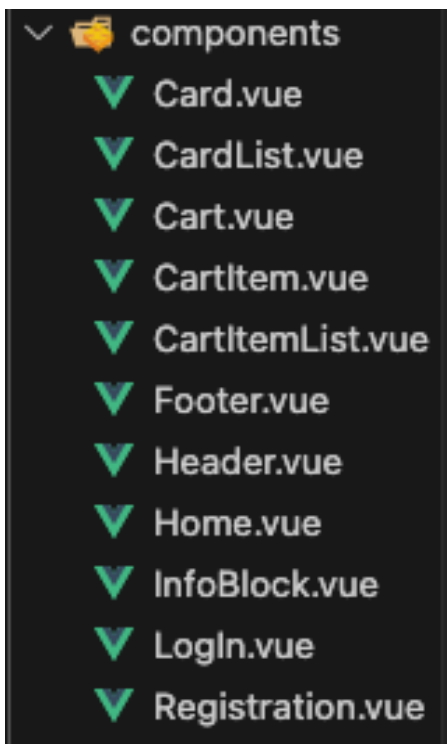 components
Card.vue
CardList.vue
Cart.vue
CartItem.vue
CartItemList.vue
Footer.vue
Header.vue
Home.vue
InfoBlock.vue
LogIn.vue
Registration.vue